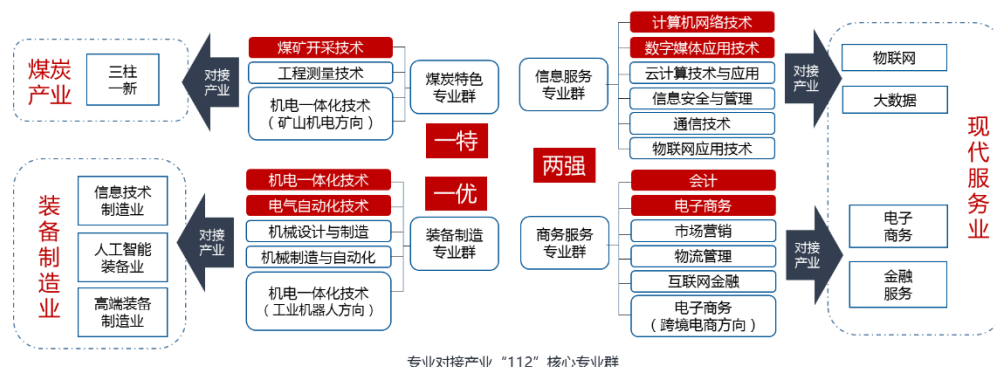 煤炭
产业
三柱
一新
对接
产业
煤矿开采技术
工程测量技术
机电一体化技术
（矿山机电方向）
煤炭特色
专业群
一特
一优
装备制造业
信息技术
制造业
人工智能
装备业
高端装备
制造业
对接
产业
机电一体化技术
电气自动化技术
机械设计与制造
机械制造与自动化
机电一体化技术
（工业机器人方向）
装备制造
专业群
两强
信息服务
专业群
计算机网络技术
数字媒体应用技术
云计算技术与应用
信息安全与管理
通信技术
物联网应用技术
对接
产业
物联网
大数据
现代服务业
商务服务
专业群
会计
电子商务
市场营销
物流管理
互联网金融
电子商务
（跨境电商方向）
对接
产业
电子
商务
金融
服务
专业对接产业“112”核心专业群